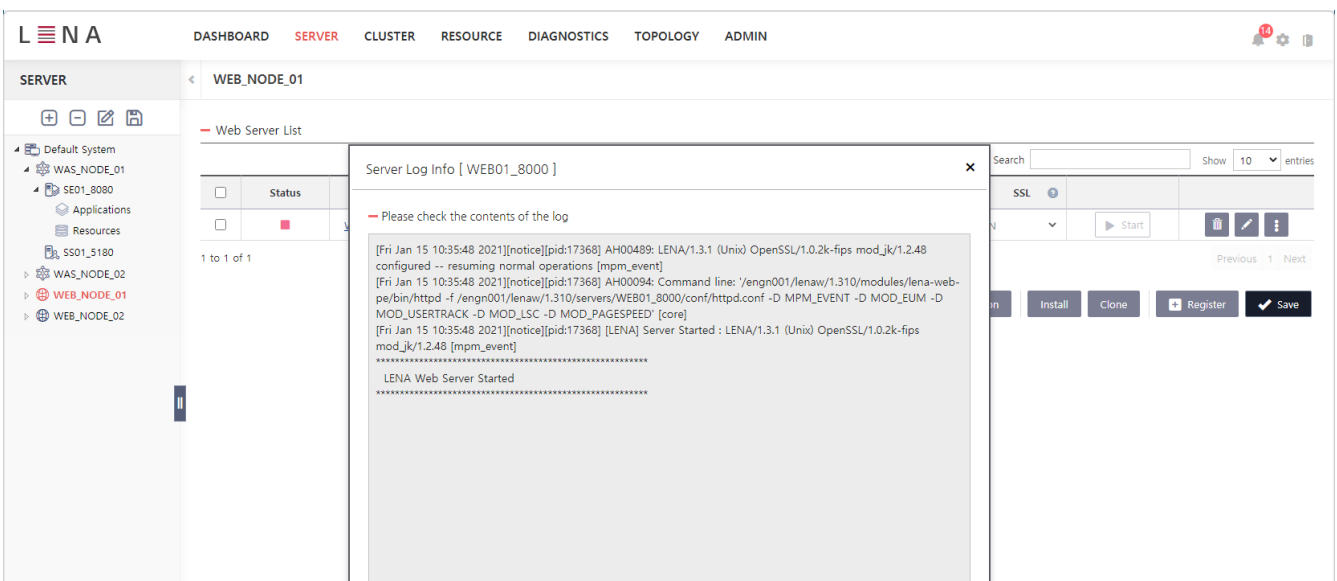 LENA
DASHBOARD SERVER CLUSTER RESOURCE DIAGNOSTICS TOPOLOGY ADMIN
14
SERVER
WEB_NODE_01
Web Server List
Default System
WAS_NODE_01
SE01_8080
Applications
Resources
SS01_5180
WAS_NODE_02
WEB_NODE_01
WEB_NODE_02
Search
Show 10 entries
Status
SSL
Start
1 to 1 of 1
Previous 1 Next
Install Clone Register Save
Server Log Info [ WEB01_8000 ]
Please check the contents of the log
[Fri Jan 15 10:35:48 2021][notice][pid:17368] AH00489: LENA/1.3.1 (Unix) OpenSSL/1.0.2k-fips mod_jk/1.2.48
configured -- resuming normal operations [mpm_event]
[Fri Jan 15 10:35:48 2021][notice][pid:17368] AH00094: Command line: '/engn001/lenaw/1.310/modules/lena-web-
pe/bin/httpd -f /engn001/lenaw/1.310/servers/WEB01_8000/conf/httpd.conf -D MPM_EVENT -D MOD_EUM -D
MOD_USERTRACK -D MOD_LSC -D MOD_PAGESPEED' [core]
[Fri Jan 15 10:35:48 2021][notice][pid:17368] [LENA] Server Started : LENA/1.3.1 (Unix) OpenSSL/1.0.2k-fips
mod_jk/1.2.48 [mpm_event]
*********************************************************
LENA Web Server Started
*********************************************************